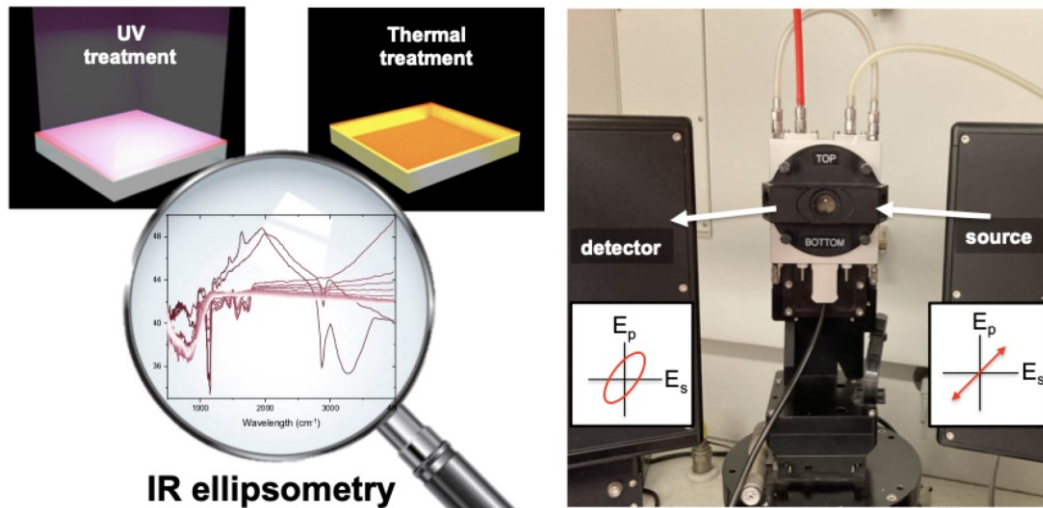 UV
treatment
Thermal
treatment
48
44
40
36
1000
2000
3000
Wavelength (cm⁻¹)
IR ellipsometry
TOP
BOTTOM
detector
source
Ep
Es
Ep
Es